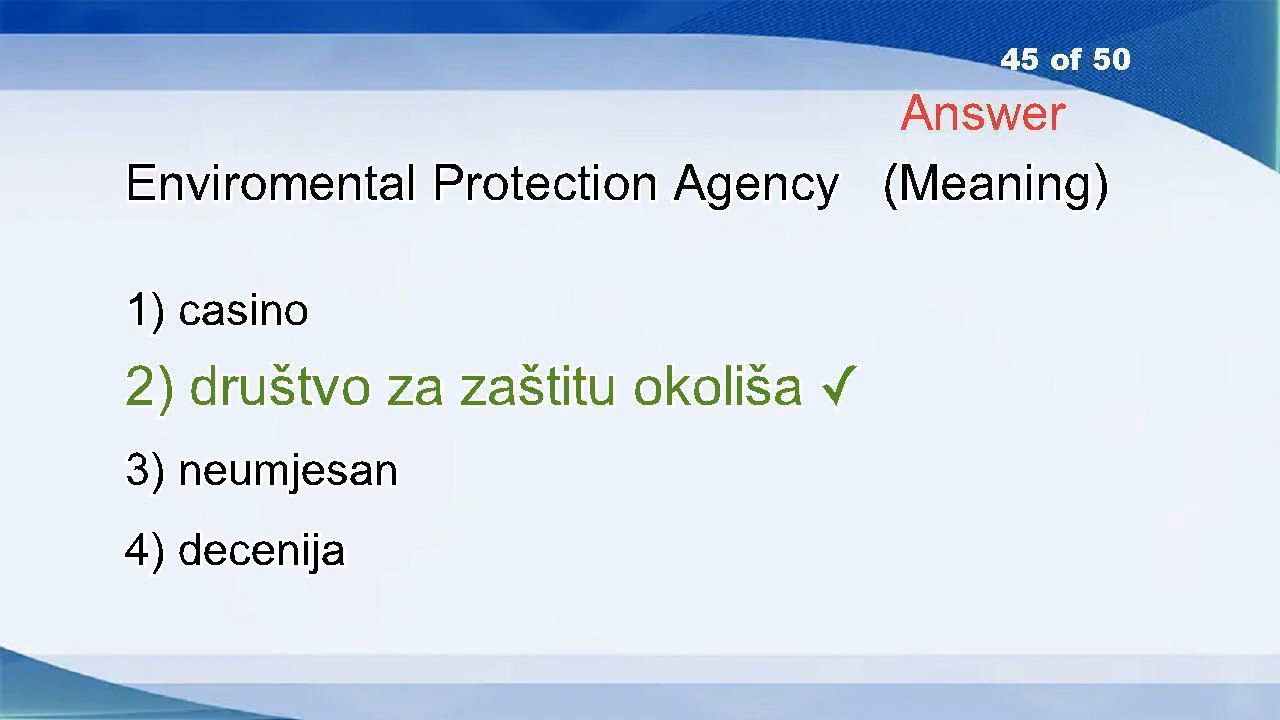 45 of 50
Answer
Enviromental Protection Agency (Meaning)
1) casino
2) društvo za zaštitu okoliša ✓
3) neumjesan
4) decenija